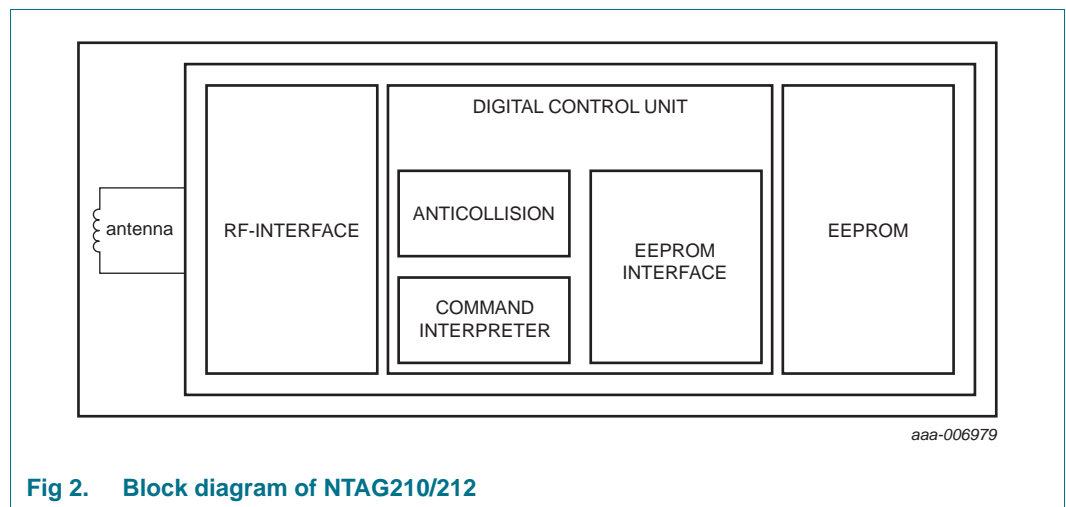 DIGITAL CONTROL UNIT
antenna
RF-INTERFACE
ANTICOLLISION
COMMAND
INTERPRETER
EEPROM
INTERFACE
EEPROM
aaa-006979
Fig 2. Block diagram of NTAG210/212